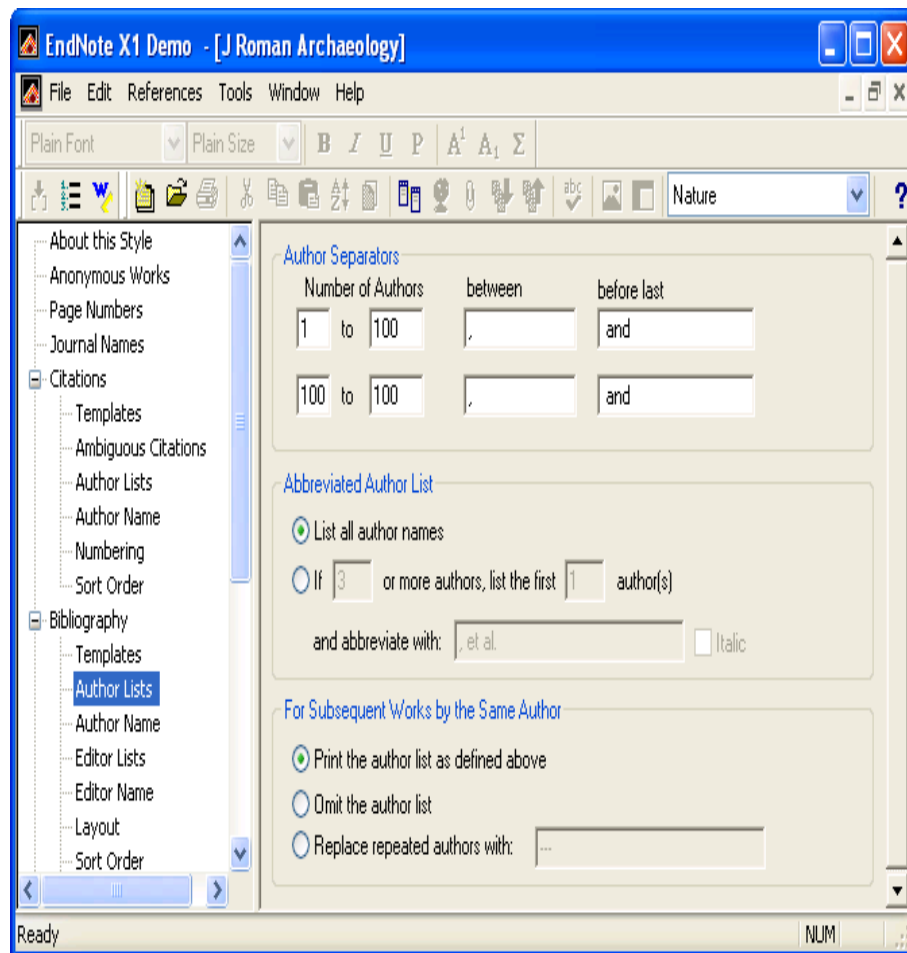 EndNote X1 Demo - [J Roman Archaeology]
File Edit References Tools Window Help
Plain Font Plain Size B I U P A¹ A₁ Σ
abc Nature ?
About this Style
Anonymous Works
Page Numbers
Journal Names
Citations
Templates
Ambiguous Citations
Author Lists
Author Name
Numbering
Sort Order
Bibliography
Templates
Author Lists
Author Name
Editor Lists
Editor Name
Layout
Sort Order
Author Separators
Number of Authors between before last
1 to 100 , and
100 to 100 , and
Abbreviated Author List
List all author names
If 3 or more authors, list the first 1 author(s)
and abbreviate with: , et al. Italic
For Subsequent Works by the Same Author
Print the author list as defined above
Omit the author list
Replace repeated authors with: ---
Ready NUM